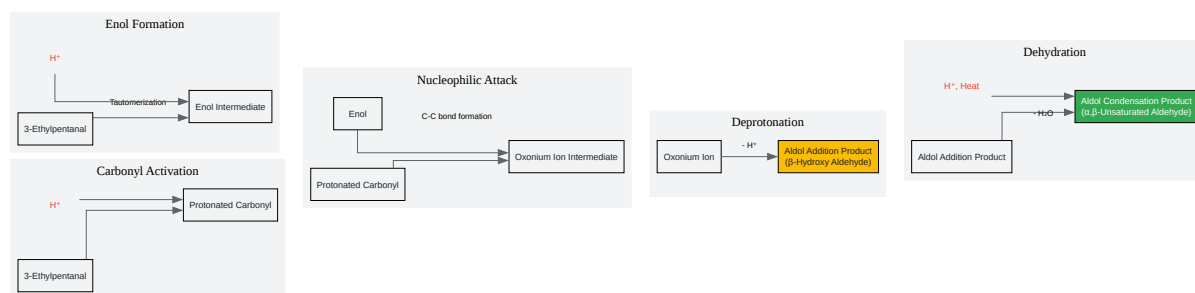 Enol Formation
H⁺
Tautomerization
Enol Intermediate
3-Ethylpentanal
Carbonyl Activation
H⁺
Protonated Carbonyl
3-Ethylpentanal
Nucleophilic Attack
Enol
C-C bond formation
Oxonium Ion Intermediate
Protonated Carbonyl
Deprotonation
- H⁺
Oxonium Ion
Aldol Addition Product
(β-Hydroxy Aldehyde)
Dehydration
H⁺, Heat
Aldol Condensation Product
(α,β-Unsaturated Aldehyde)
- H₂O
Aldol Addition Product